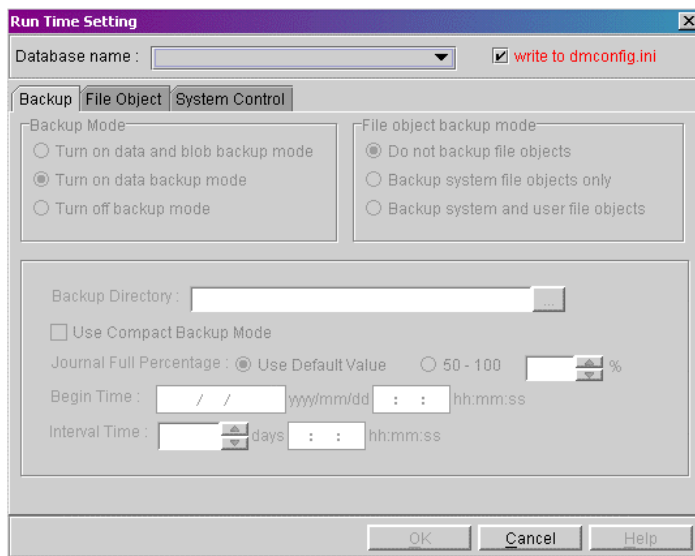 Run Time Setting
Database name : write to dmconfig.ini
Backup File Object System Control
Backup Mode
Turn on data and blob backup mode
Turn on data backup mode
Turn off backup mode
File object backup mode
Do not backup file objects
Backup system file objects only
Backup system and user file objects
Backup Directory : ...
Use Compact Backup Mode
Journal Full Percentage : Use Default Value 50 - 100 %
Begin Time : / / yyyy/mm/dd : : hh:mm:ss
Interval Time : days : : hh:mm:ss
OK Cancel Help